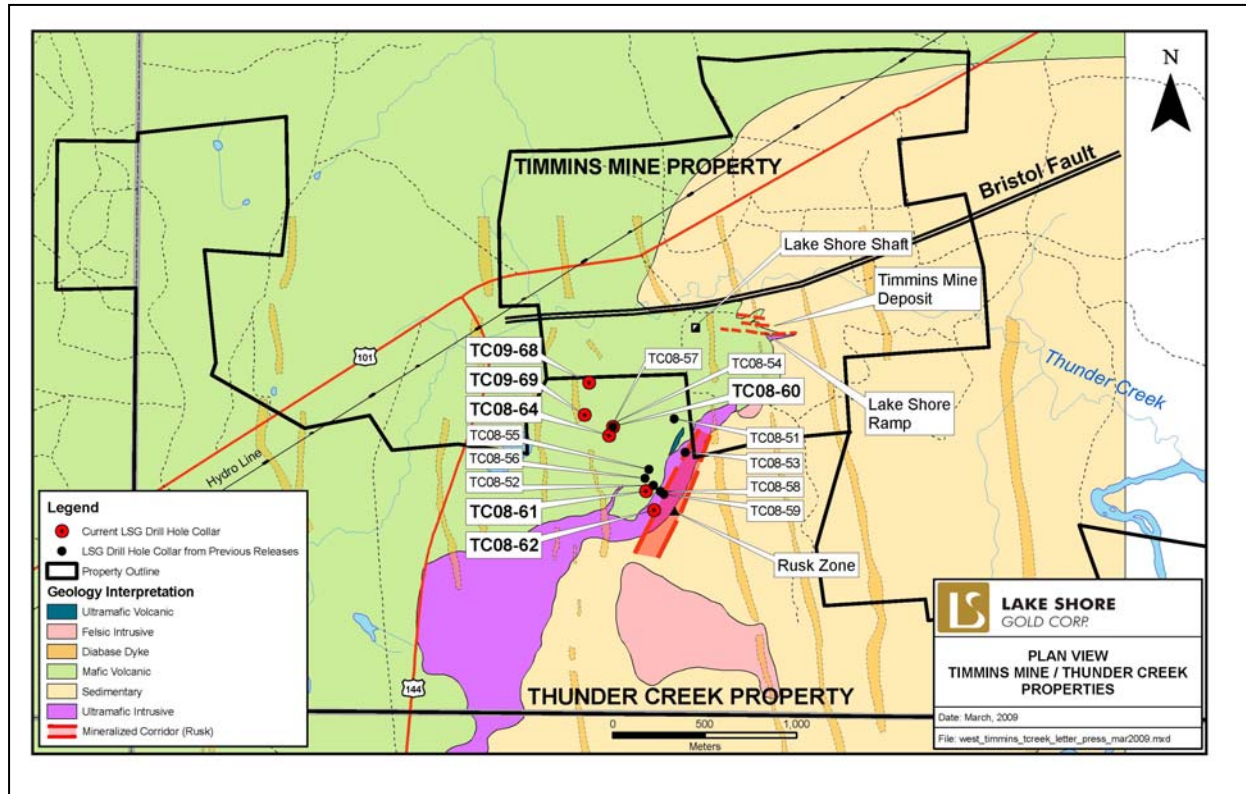 N
TIMMINS MINE PROPERTY
Bristol Fault
Lake Shore Shaft
Timmins Mine
Deposit
101
TC09-68
TC08-57
TC08-54
TC09-69
TC08-60
Thunder Creek
TC08-64
Lake Shore
Ramp
TC08-55
TC08-51
TC08-56
TC08-53
Hydro Line
TC08-52
TC08-58
TC08-61
TC08-59
TC08-62
Rusk Zone
Legend
Current LSG Drill Hole Collar
LSG Drill Hole Collar from Previous Releases
Property Outline
Geology Interpretation
Ultramafic Volcanic
Felsic Intrusive
Diabase Dyke
Mafic Volcanic
Sedimentary
Ultramafic Intrusive
Mineralized Corridor (Rusk)
144
THUNDER CREEK PROPERTY
0 500 1,000
Meters
LS
LAKE SHORE
GOLD CORP.
PLAN VIEW
TIMMINS MINE / THUNDER CREEK
PROPERTIES
Date: March, 2009
File: west_timmins_tcreek_letter_press_mar2009.mxd